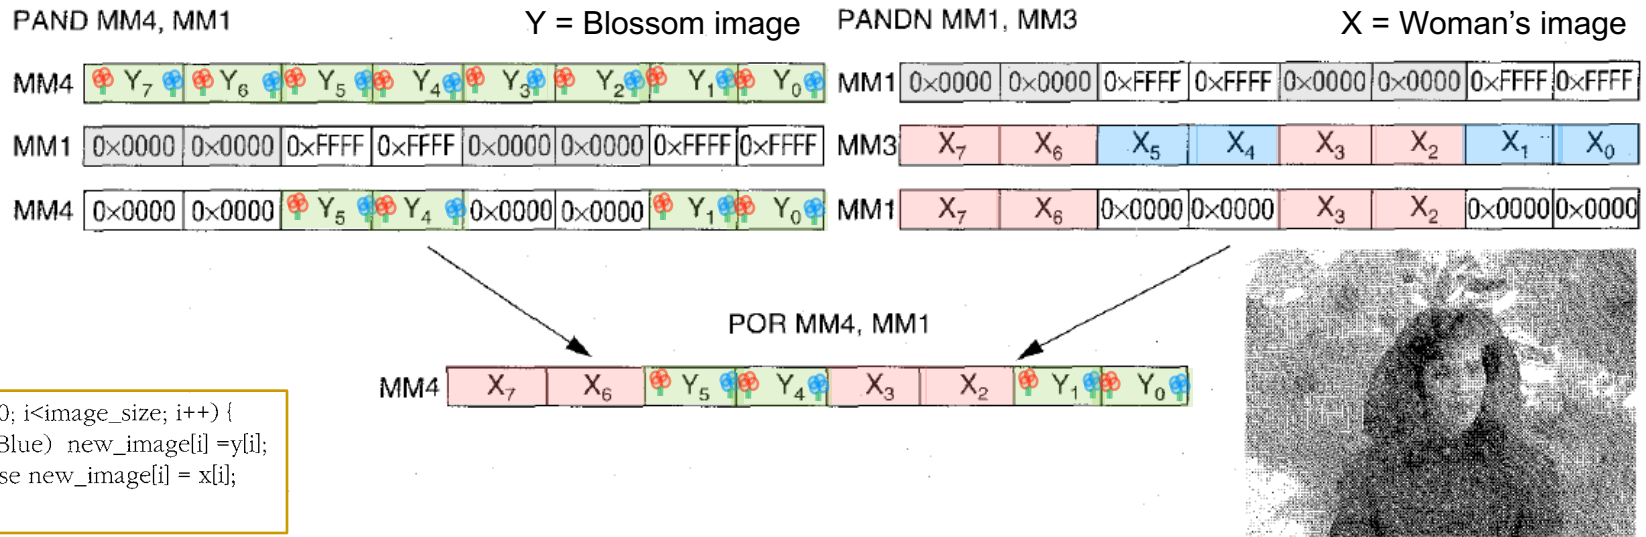 PAND MM4, MM1
Y = Blossom image
MM4 Y7 Y6 Y5 Y4 Y3 Y2 Y1 Y0
MM1 0x0000 0x0000 0xFFFF 0xFFFF 0x0000 0x0000 0xFFFF 0xFFFF
MM4 0x0000 0x0000 Y5 Y4 0x0000 0x0000 Y1 Y0
PANDN MM1, MM3
X = Woman's image
MM1 0x0000 0x0000 0xFFFF 0xFFFF 0x0000 0x0000 0xFFFF 0xFFFF
MM3 X7 X6 X5 X4 X3 X2 X1 X0
MM1 X7 X6 0x0000 0x0000 X3 X2 0x0000 0x0000
POR MM4, MM1
MM4 X7 X6 Y5 Y4 X3 X2 Y1 Y0
0; i<image_size; i++) {
Blue) new_image[i] =y[i];
se new_image[i] = x[i];